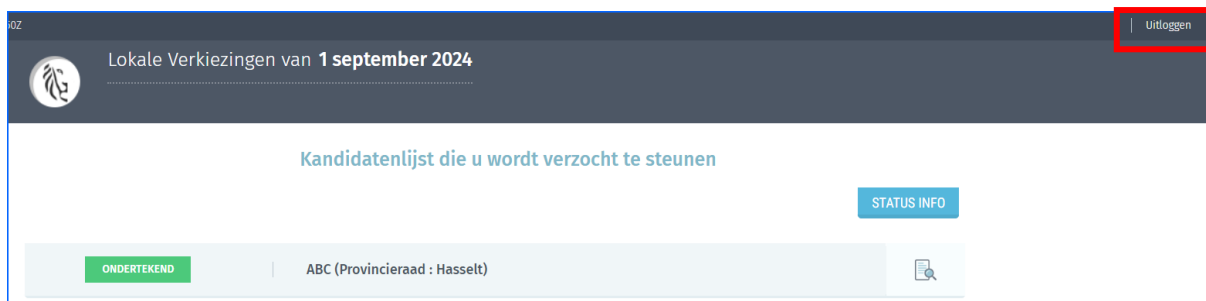 Uitloggen
Lokale Verkiezingen van 1 september 2024
Kandidatenlijst die u wordt verzocht te steunen
STATUS INFO
ONDERTEKEND ABC (Provincieraad : Hasselt)